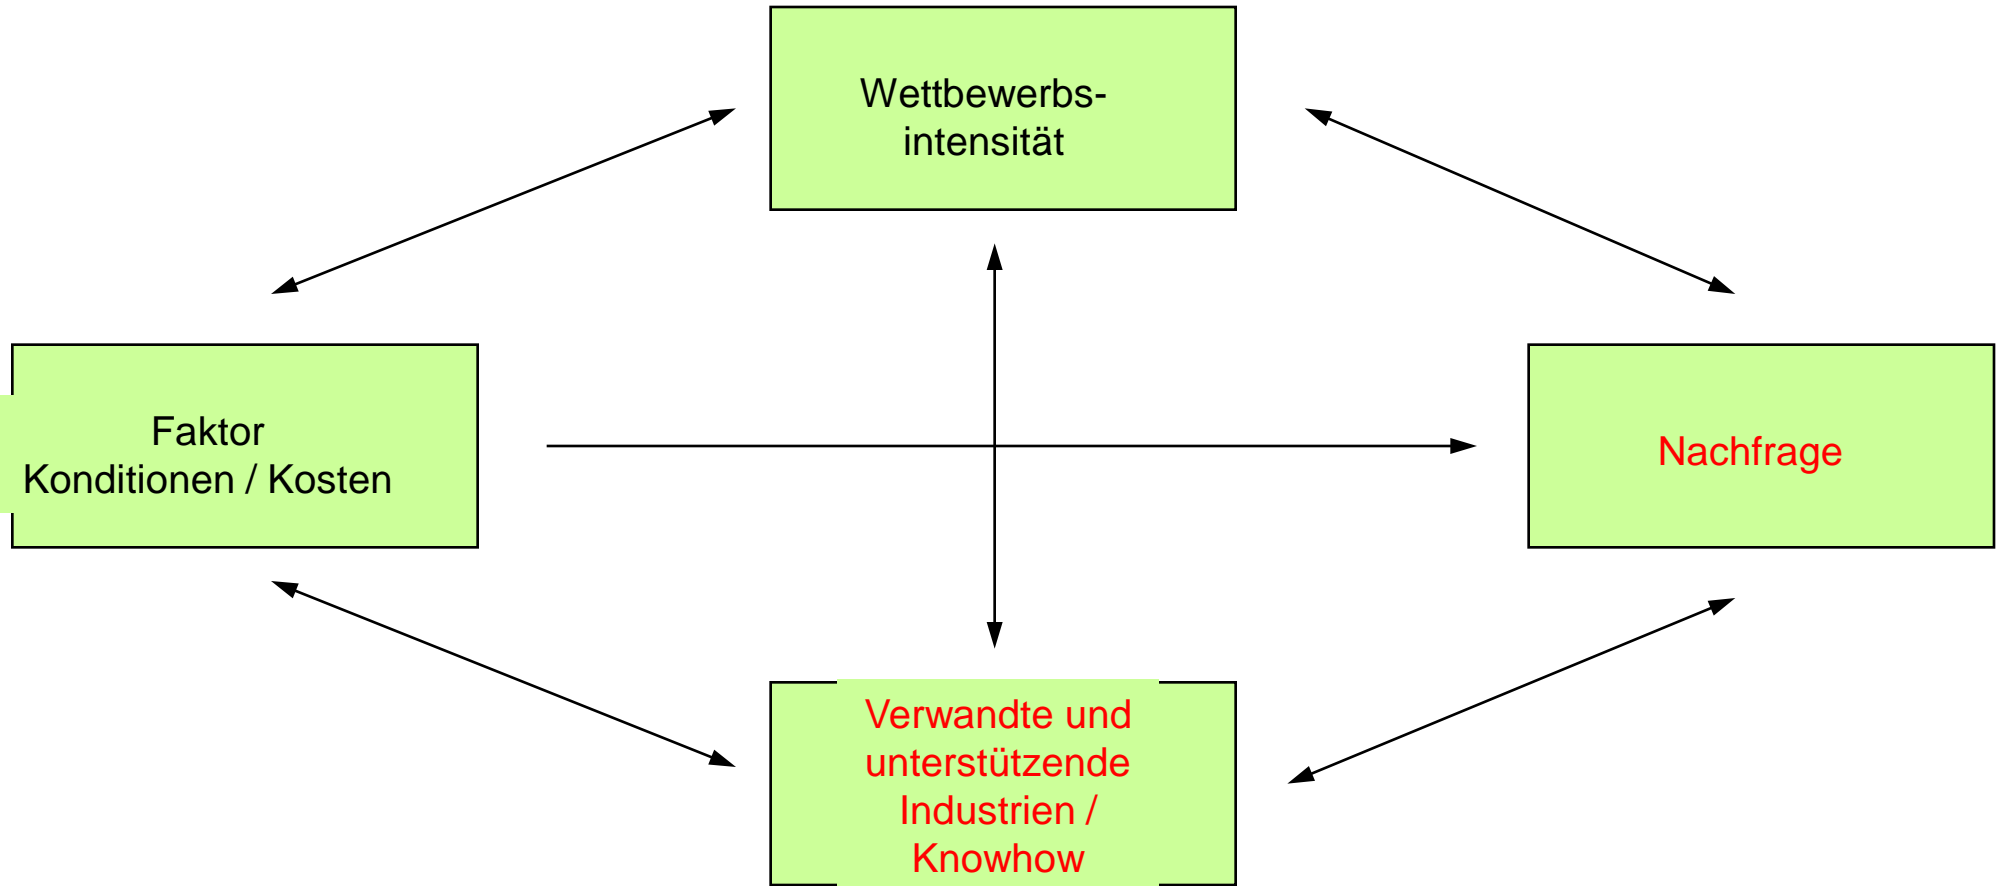 Wettbewerbs-
intensität
Faktor
Konditionen / Kosten
Nachfrage
Verwandte und
unterstützende
Industrien /
Knowhow